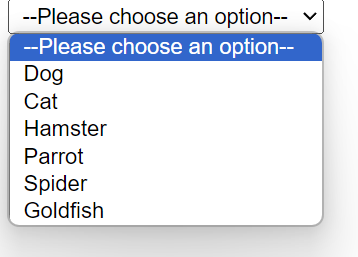 --Please choose an option--
--Please choose an option--
Dog
Cat
Hamster
Parrot
Spider
Goldfish